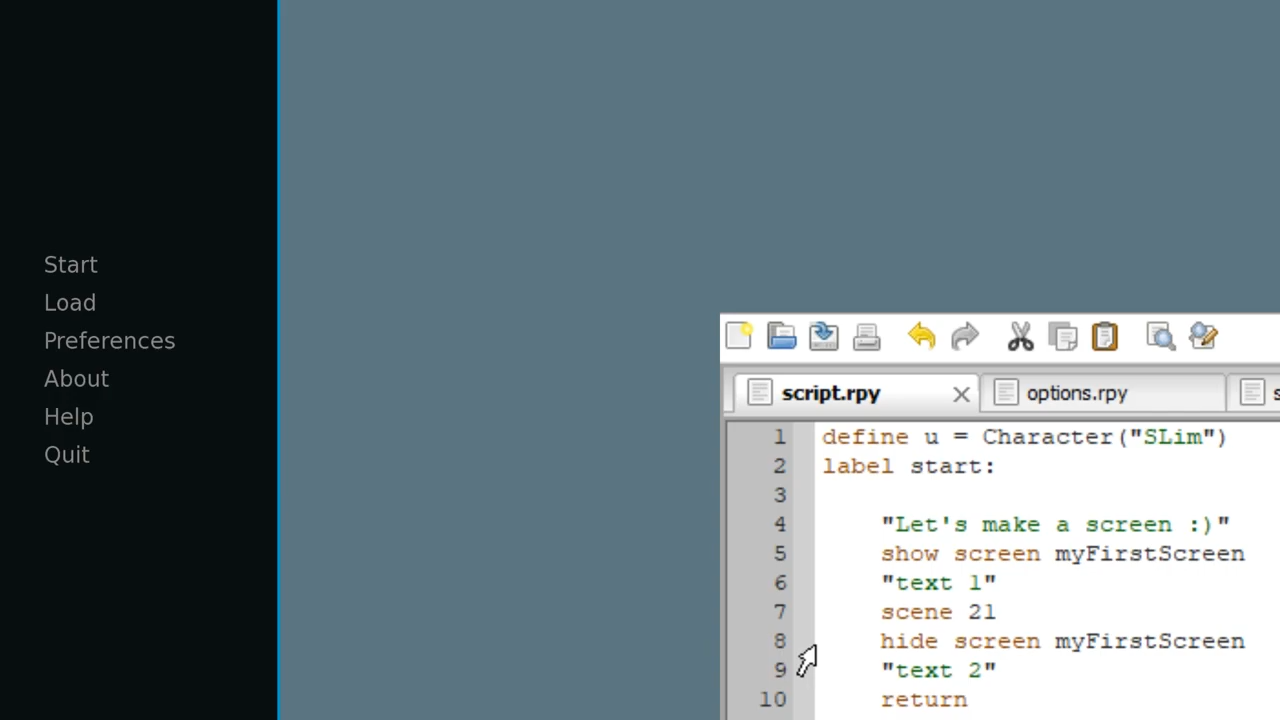 Start
Load
Preferences
About
Help
Quit
script.rpy
options.rpy
1 define u = Character("SLim")
2 label start:
3
4     "Let's make a screen :)"
5     show screen myFirstScreen
6     "text 1"
7     scene 21
8     hide screen myFirstScreen
9     "text 2"
10     return